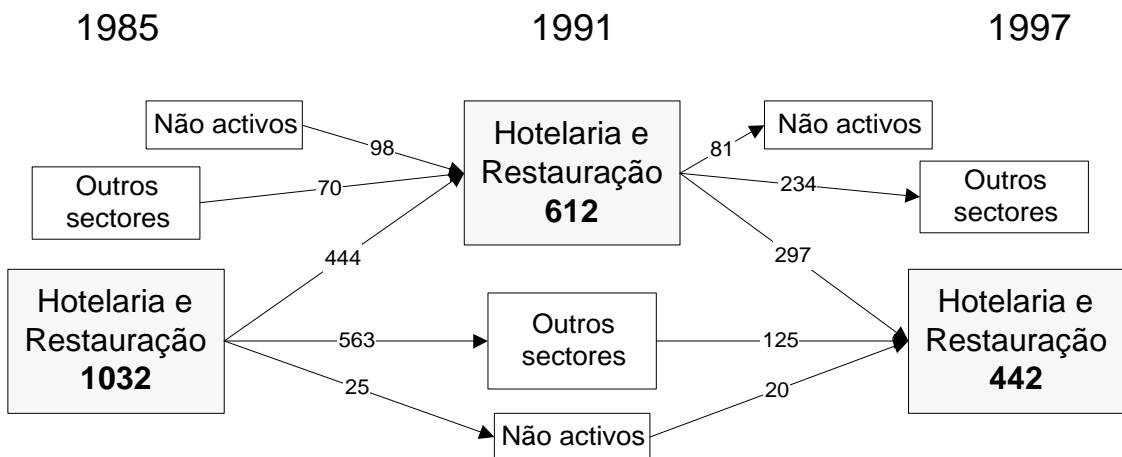 1985
1991
1997
Não activos
98
Outros
sectores
70
444
Hotelaria e
Restauração
1032
563
25
Hotelaria e
Restauração
612
Outros
sectores
Não activos
81
Não activos
234
Outros
sectores
297
125
20
Hotelaria e
Restauração
442